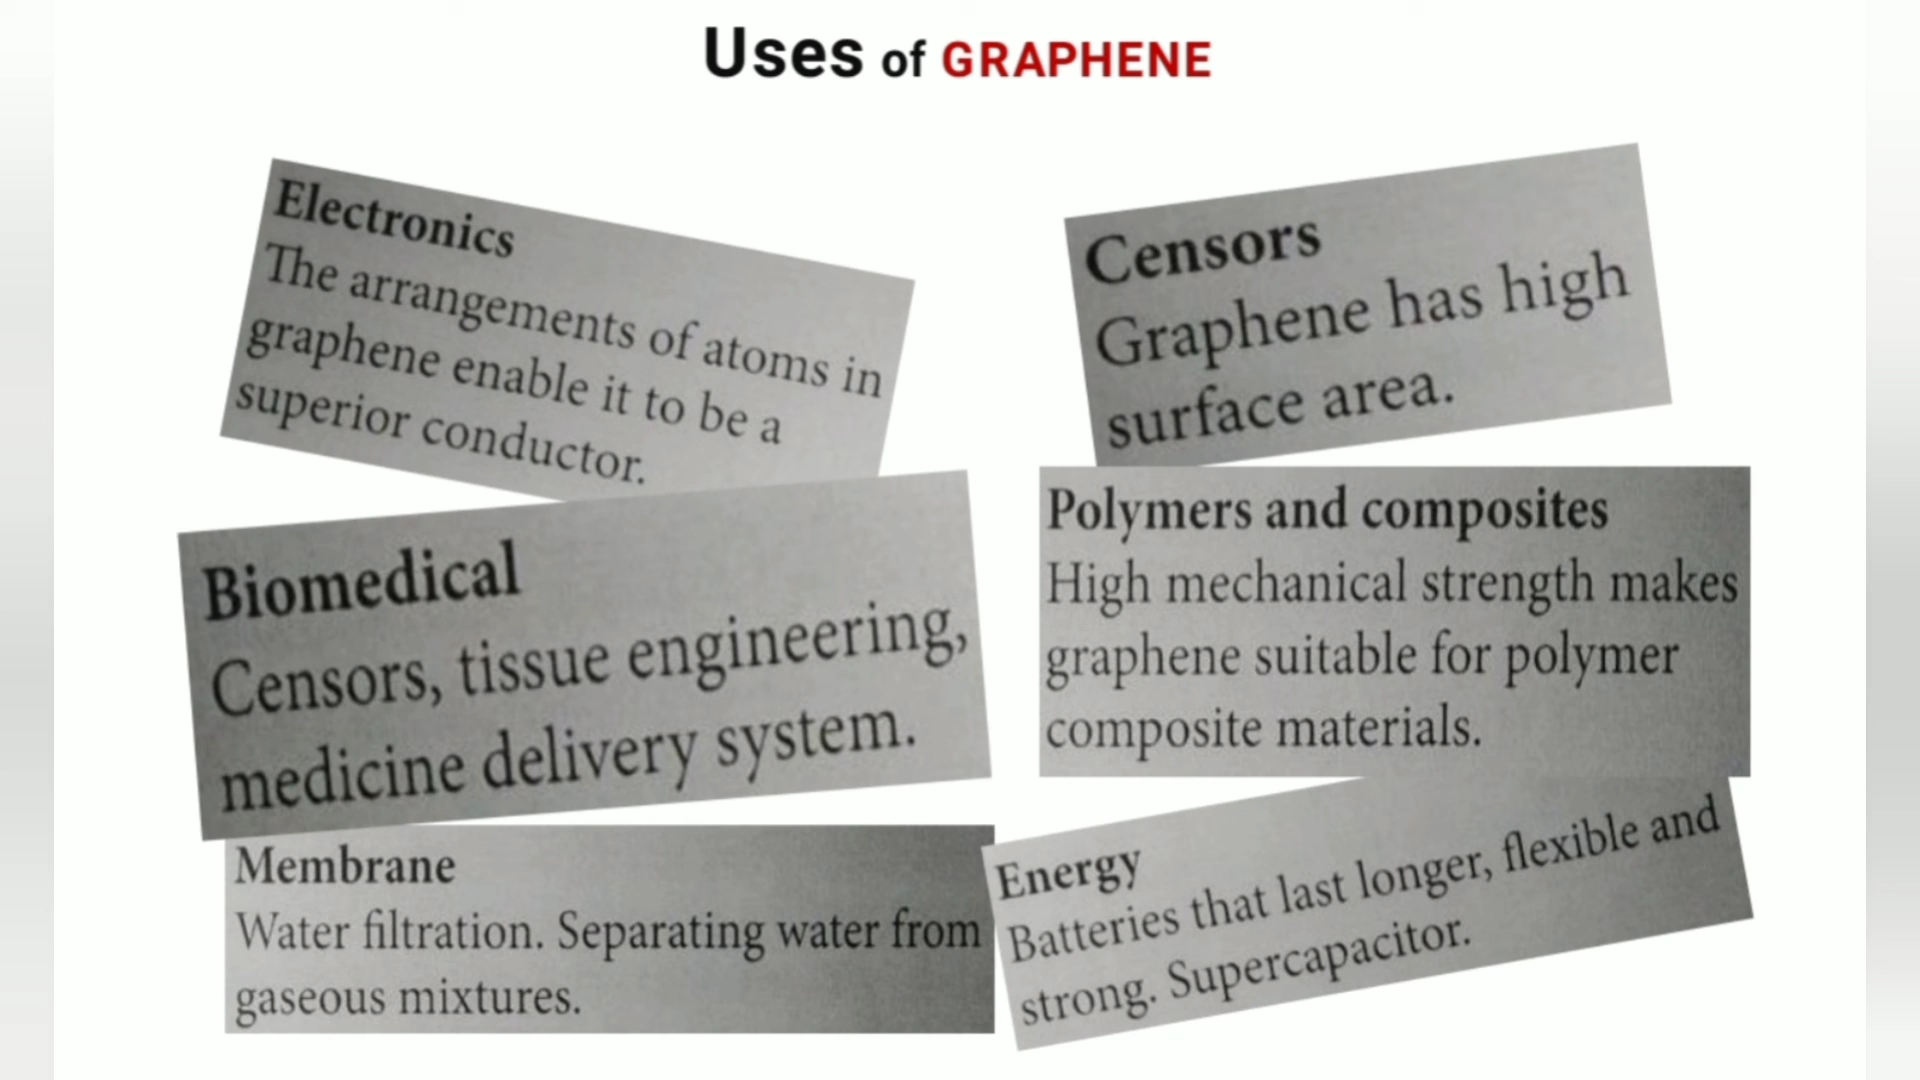 Uses of GRAPHENE
Electronics
The arrangements of atoms in
graphene enable it to be a
superior conductor.
Censors
Graphene has high
surface area.
Biomedical
Censors, tissue engineering,
medicine delivery system.
Polymers and composites
High mechanical strength makes
graphene suitable for polymer
composite materials.
Membrane
Water filtration. Separating water from
gaseous mixtures.
Energy
Batteries that last longer, flexible and
strong. Supercapacitor.